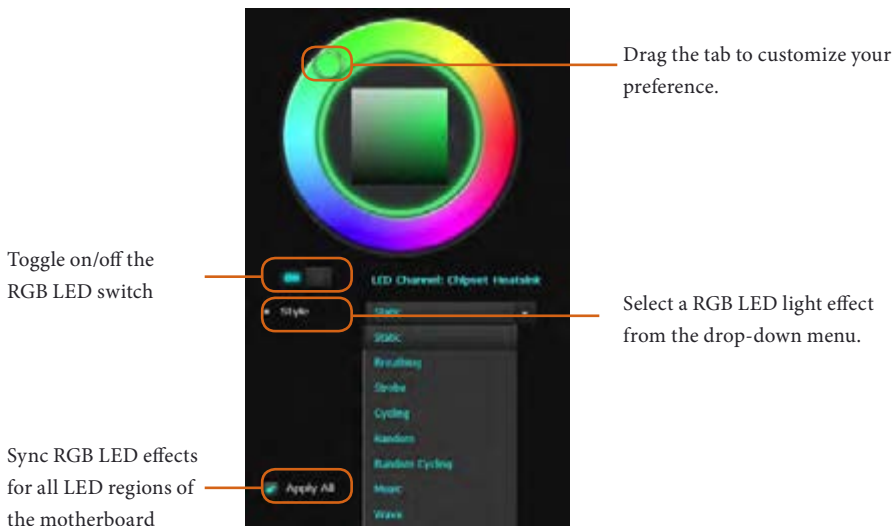 Drag the tab to customize your
preference.
Toggle on/off the
RGB LED switch
LED Channel: Chipset Heatsink
Style
Static
Select a RGB LED light effect
from the drop-down menu.
Static
Breathing
Strobe
Cycling
Random
Random Cycling
Music
Wave
Sync RGB LED effects
for all LED regions of
the motherboard
Apply All